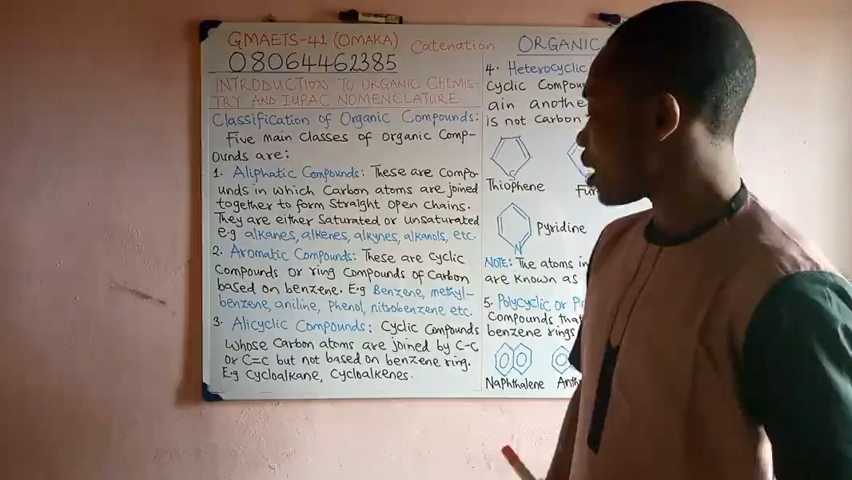 GMAETS-41 (OMAKA)
08064462385
Catenation
ORGANIC
INTRODUCTION TO ORGANIC CHEMIS-
TRY AND IUPAC NOMENCLATURE
Classification of Organic Compounds:
Five main classes of organic Comp-
ounds are:
1. Aliphatic Compounds: These are compo-
unds in which Carbon atoms are joined
together to form Straight open chains.
They are either Saturated or unsaturated
e.g alkanes, alkenes, alkynes, alkanols, etc.
2. Aromatic Compounds: These are cyclic
Compounds or ring compounds of Carbon
based on benzene. E.g Benzene, methyl-
benzene, aniline, Phenol, nitrobenzene etc.
3. Alicyclic Compounds: Cyclic Compounds
whose Carbon atoms are joined by C-C
or C=C but not based on benzene ring.
E.g Cycloalkane, Cycloalkenes.
4. Heterocyclic
Cyclic Compoun
ain anothe
is not carbon
S
Thiophene
Fur
N
Pyridine
NOTE: The atoms in
are known as
5. Polycyclic or P
Compounds tha
benzene rings
Naphthalene Anth